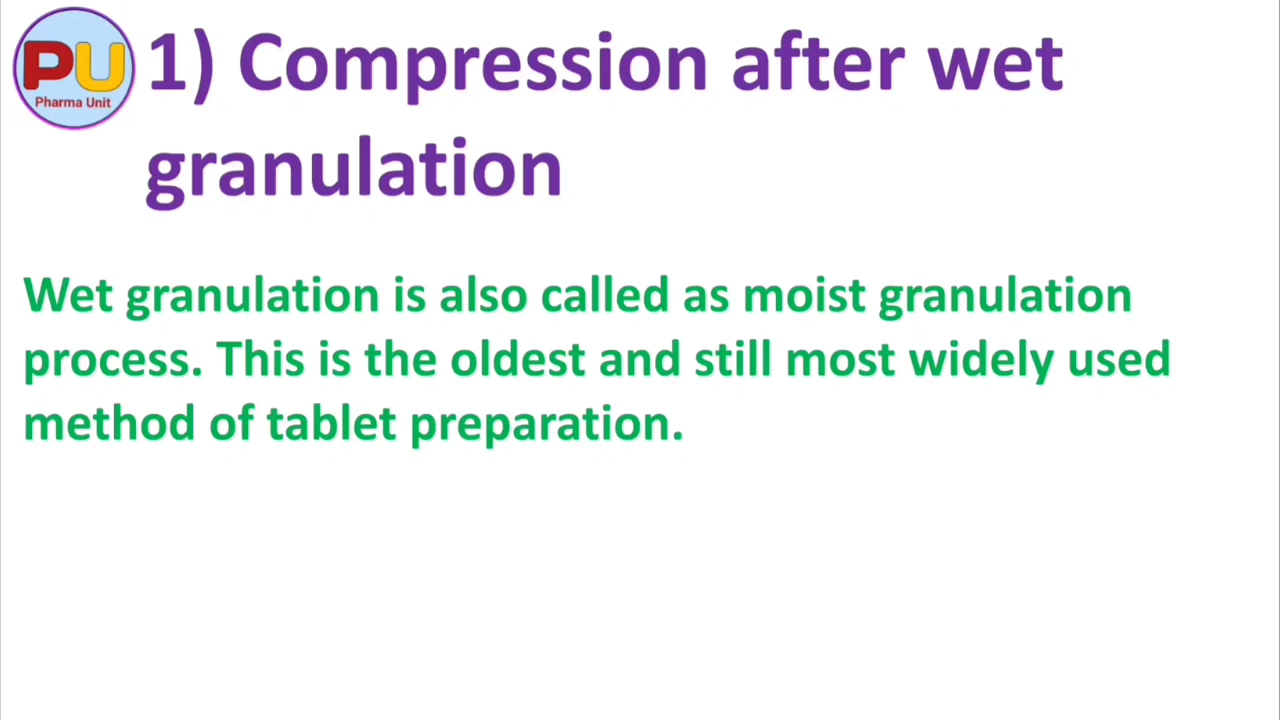 PU
Pharma Unit
1) Compression after wet
granulation
Wet granulation is also called as moist granulation
process. This is the oldest and still most widely used
method of tablet preparation.